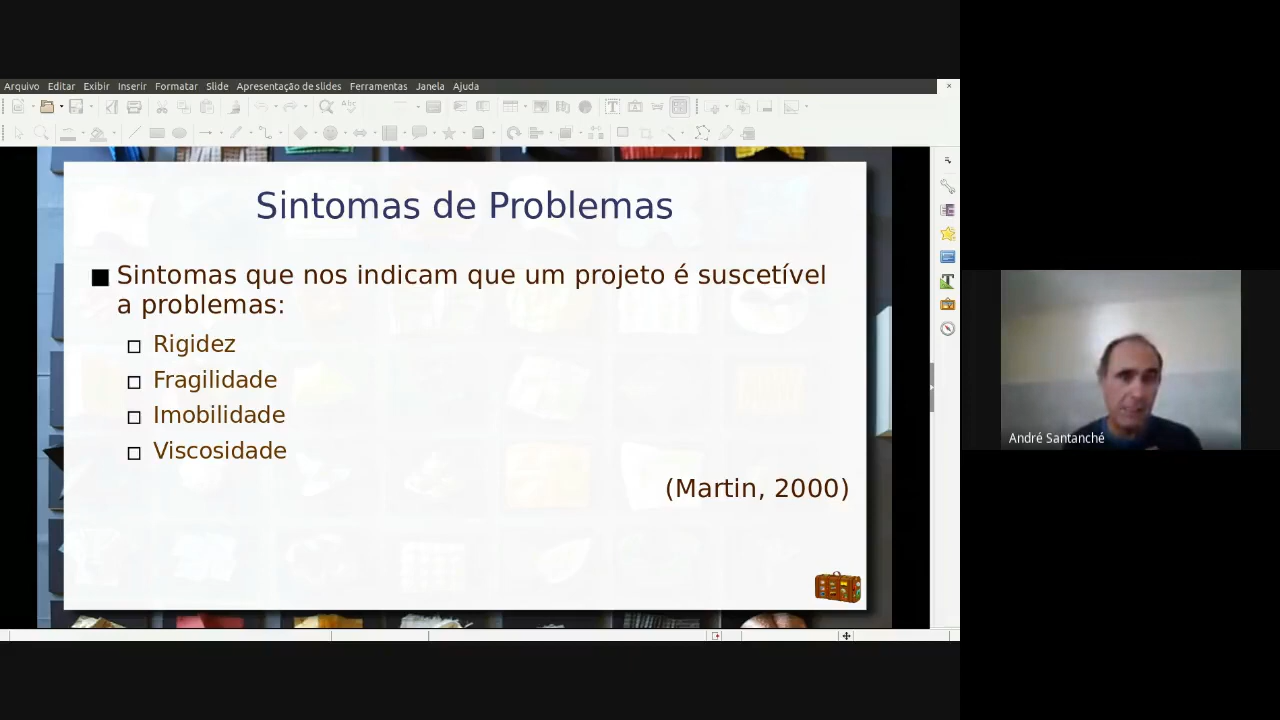 Arquivo Editar Exibir Inserir Formatar Slide Apresentação de slides Ferramentas Janela Ajuda
Sintomas de Problemas
Sintomas que nos indicam que um projeto é suscetível
a problemas:
Rigidez
Fragilidade
Imobilidade
Viscosidade
(Martin, 2000)
André Santanchè